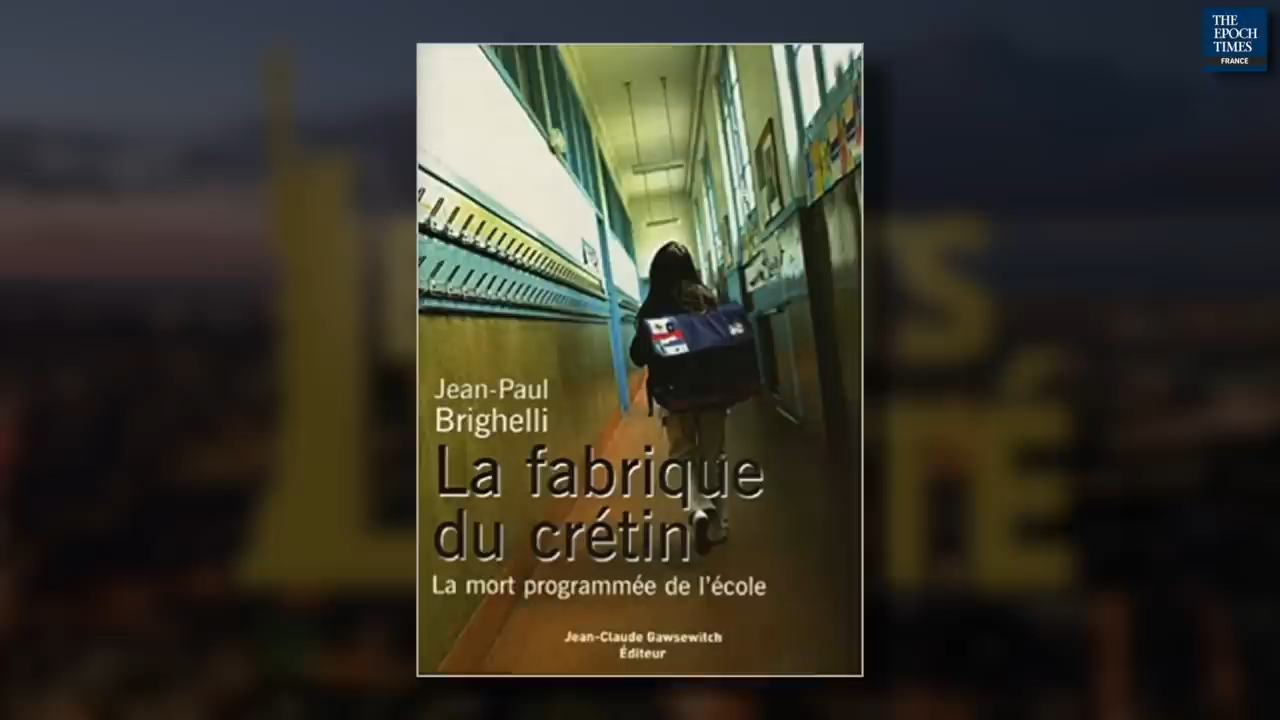 THE
EPOCH
TIMES
FRANCE
Jean-Paul
Brighelli
La fabrique
du crétin
La mort programmée de l'école
Jean-Claude Gawsewitch
Éditeur